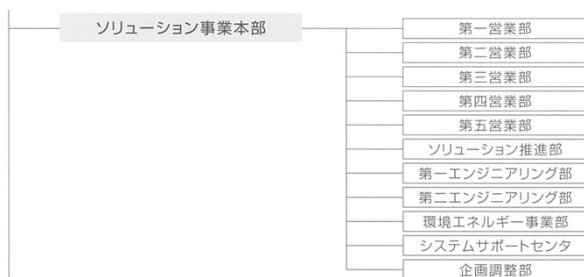 ソリューション事業本部
第一営業部
第二営業部
第三営業部
第四営業部
第五営業部
ソリューション推進部
第一エンジニアリング部
第二エンジニアリング部
環境エネルギー事業部
システムサポートセンタ
企画調整部